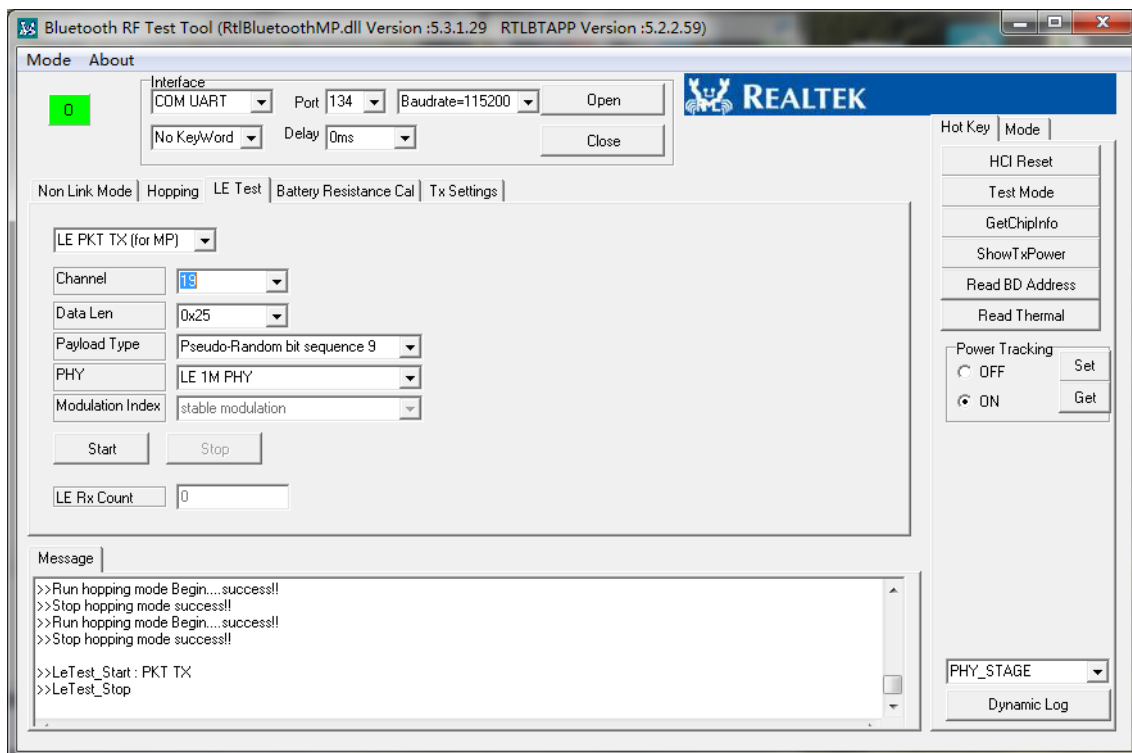 Bluetooth RF Test Tool (RtlBluetoothMP.dll Version :5.3.1.29 RTLBTAPP Version :5.2.2.59)
Mode About
0
Interface
COM UART Port 134 Baudrate=115200 Open
No KeyWord Delay 0ms Close
REALTEK
Non Link Mode Hopping LE Test Battery Resistance Cal Tx Settings
LE PKT TX (for MP)
Channel 19
Data Len 0x25
Payload Type Pseudo-Random bit sequence 9
PHY LE 1M PHY
Modulation Index stable modulation
Start Stop
LE Rx Count 0
Hot Key Mode
HCI Reset
Test Mode
GetChipInfo
ShowTxPower
Read BD Address
Read Thermal
Power Tracking
OFF Set
ON Get
PHY_STAGE
Dynamic Log
Message
>>Run hopping mode Begin....success!!
>>Stop hopping mode success!!
>>Run hopping mode Begin....success!!
>>Stop hopping mode success!!
>>LeTest_Start : PKT TX
>>LeTest_Stop